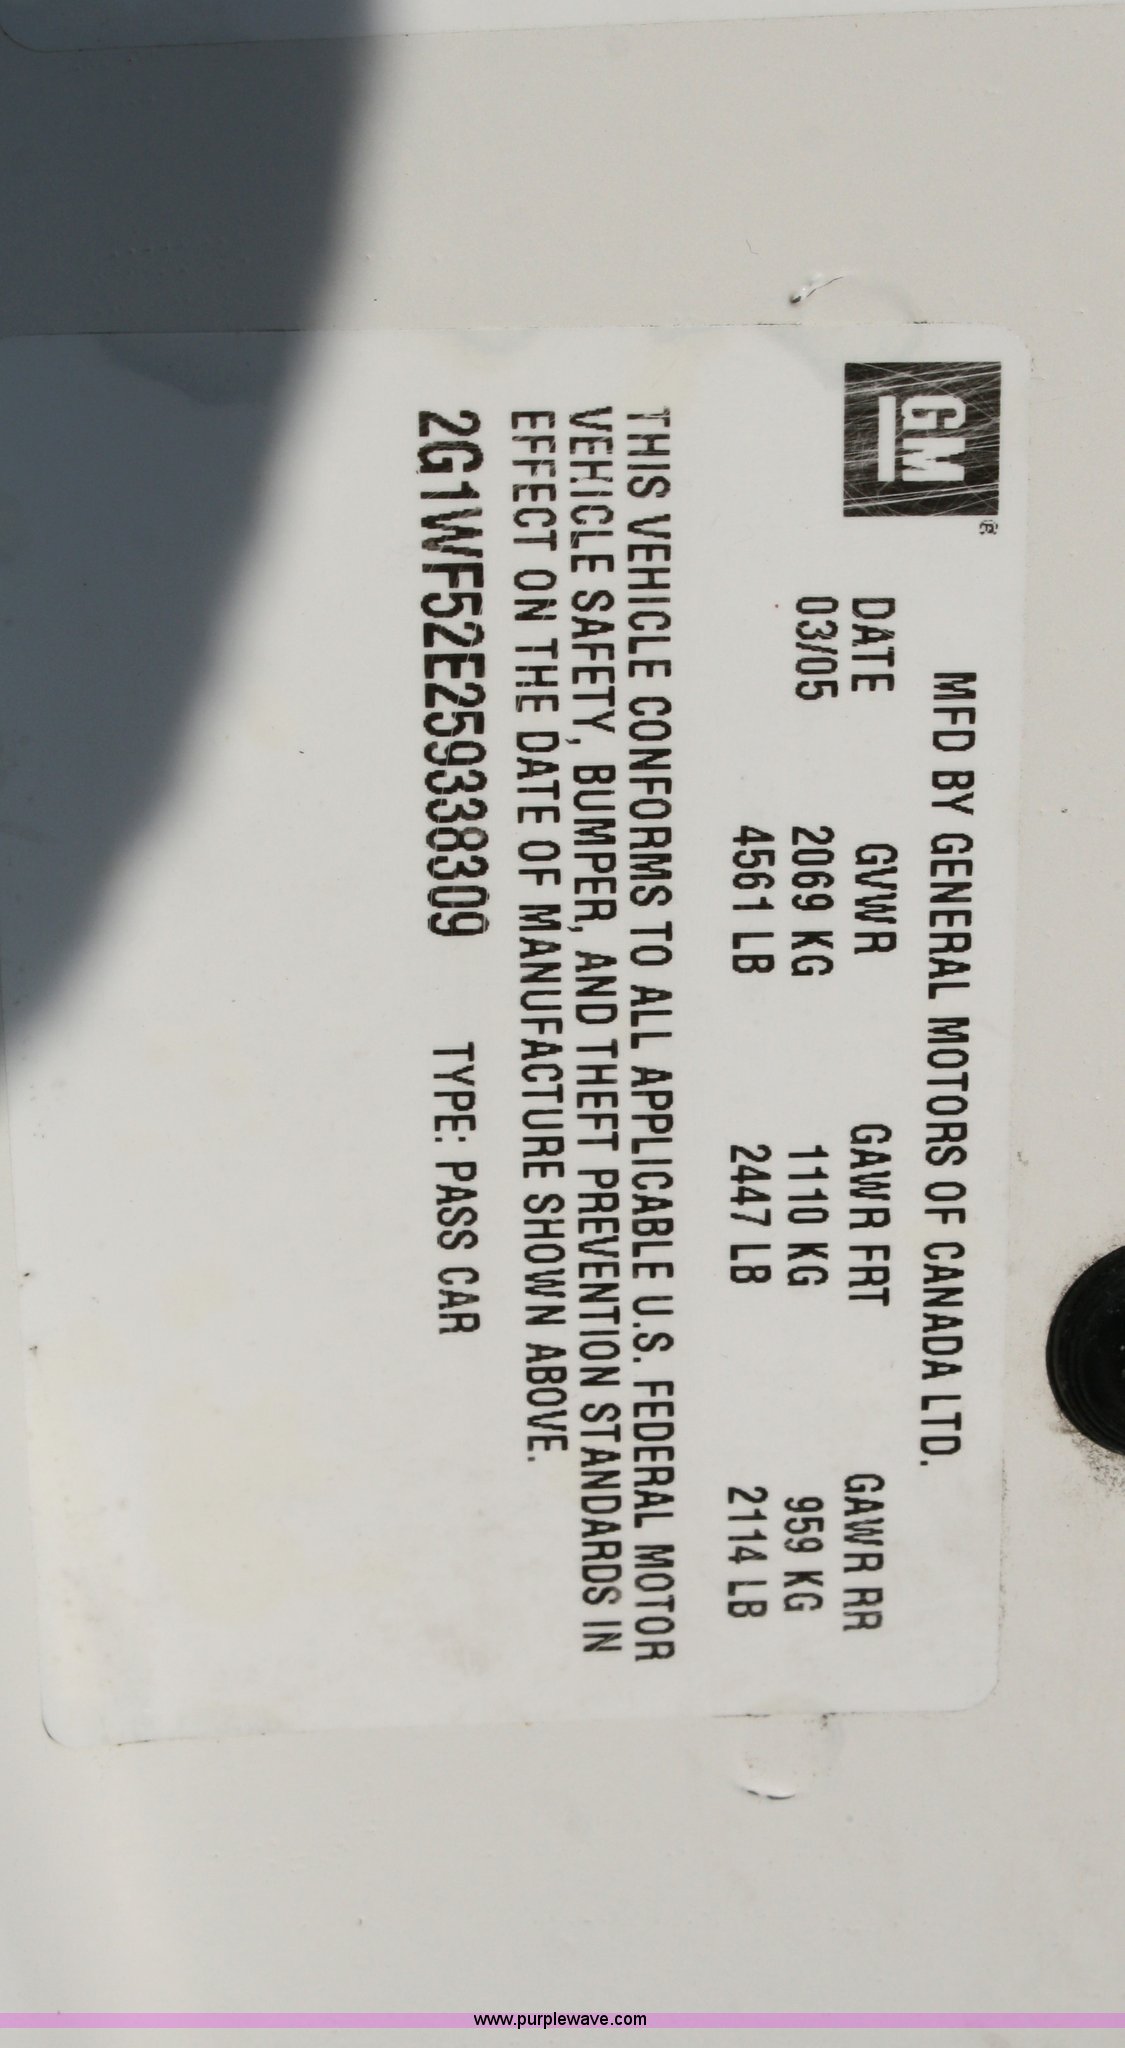 GM®
MFD BY GENERAL MOTORS OF CANADA LTD.
DATE GVWR GAWR FRT GAWR RR
03/05 2069 KG 1110 KG 959 KG
4561 LB 2447 LB 2114 LB
THIS VEHICLE CONFORMS TO ALL APPLICABLE U.S. FEDERAL MOTOR
VEHICLE SAFETY, BUMPER, AND THEFT PREVENTION STANDARDS IN
EFFECT ON THE DATE OF MANUFACTURE SHOWN ABOVE.
2G1WF52E259338309 TYPE: PASS CAR
www.purplewave.com